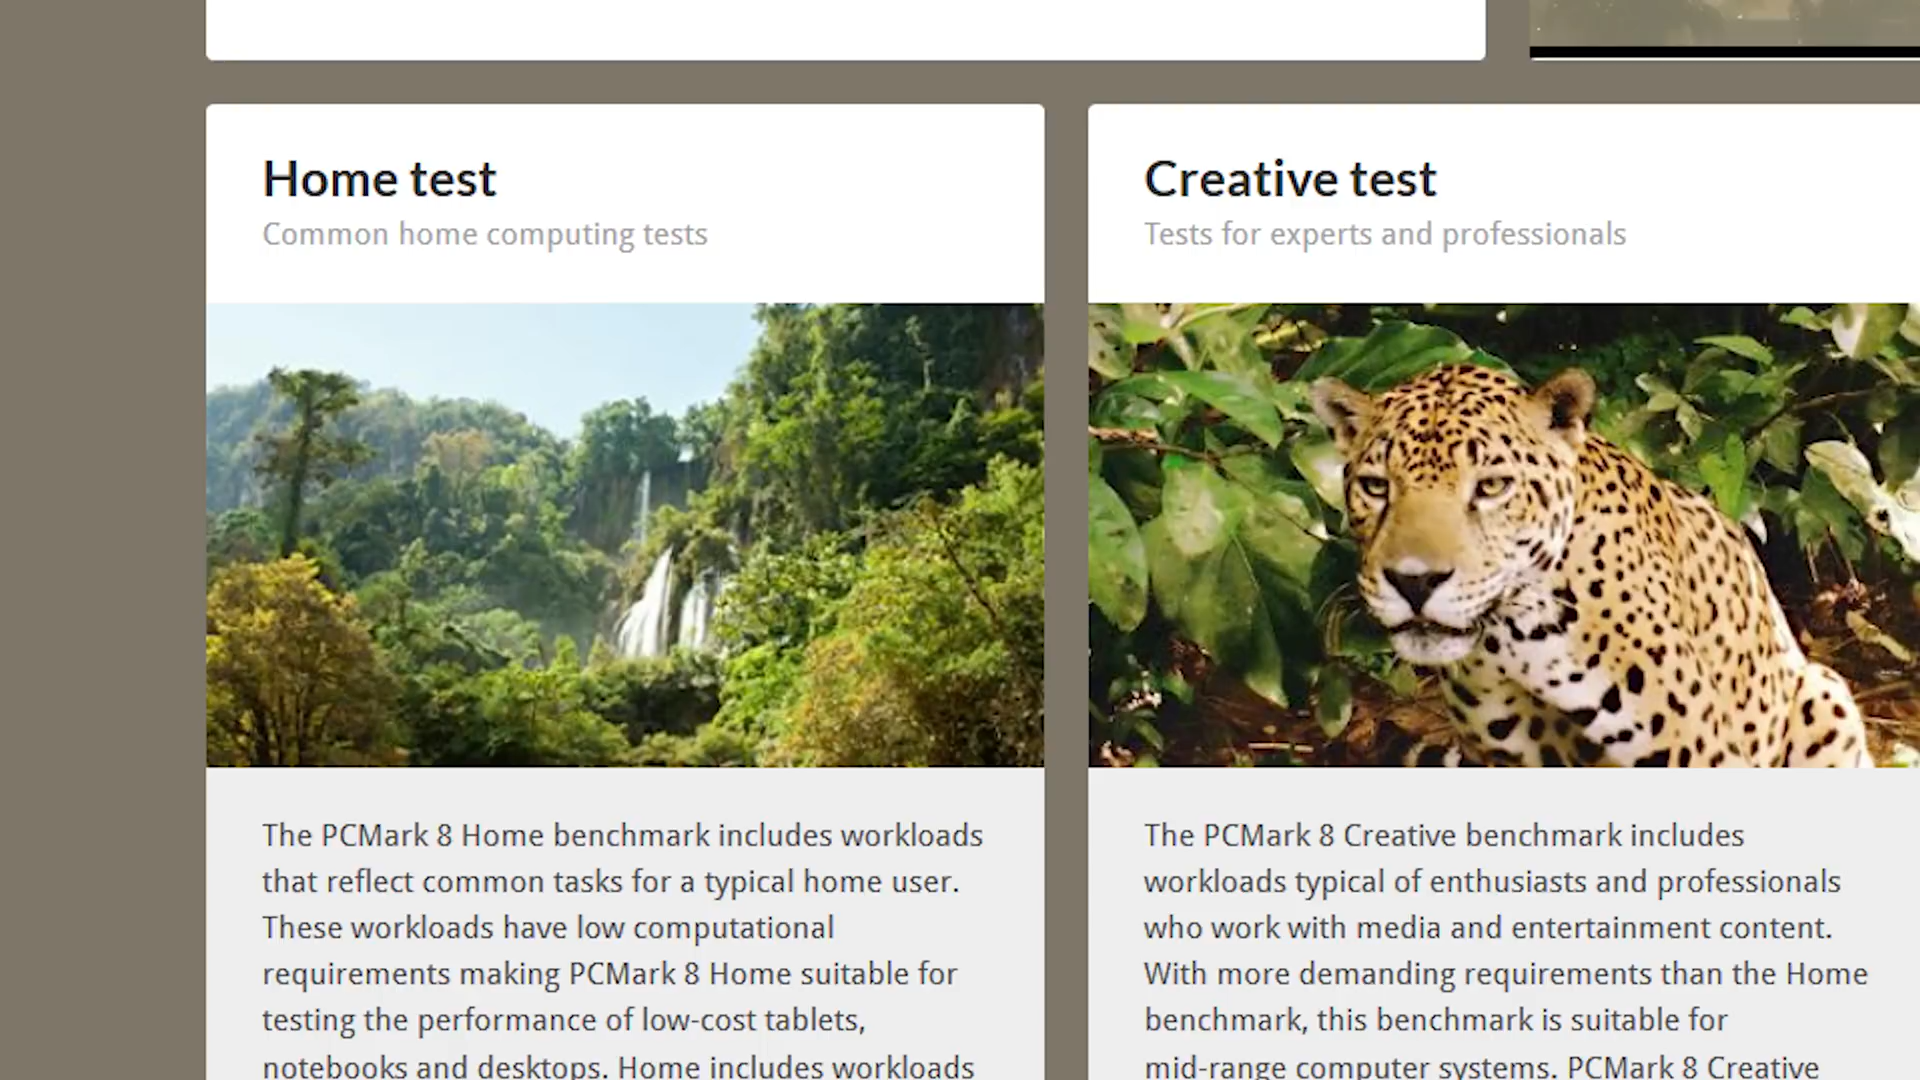 Home test
Common home computing tests
The PCMark 8 Home benchmark includes workloads
that reflect common tasks for a typical home user.
These workloads have low computational
requirements making PCMark 8 Home suitable for
testing the performance of low-cost tablets,
notebooks and desktops. Home includes workloads
Creative test
Tests for experts and professionals
The PCMark 8 Creative benchmark includes
workloads typical of enthusiasts and professionals
who work with media and entertainment content.
With more demanding requirements than the Home
benchmark, this benchmark is suitable for
mid-range computer systems. PCMark 8 Creative